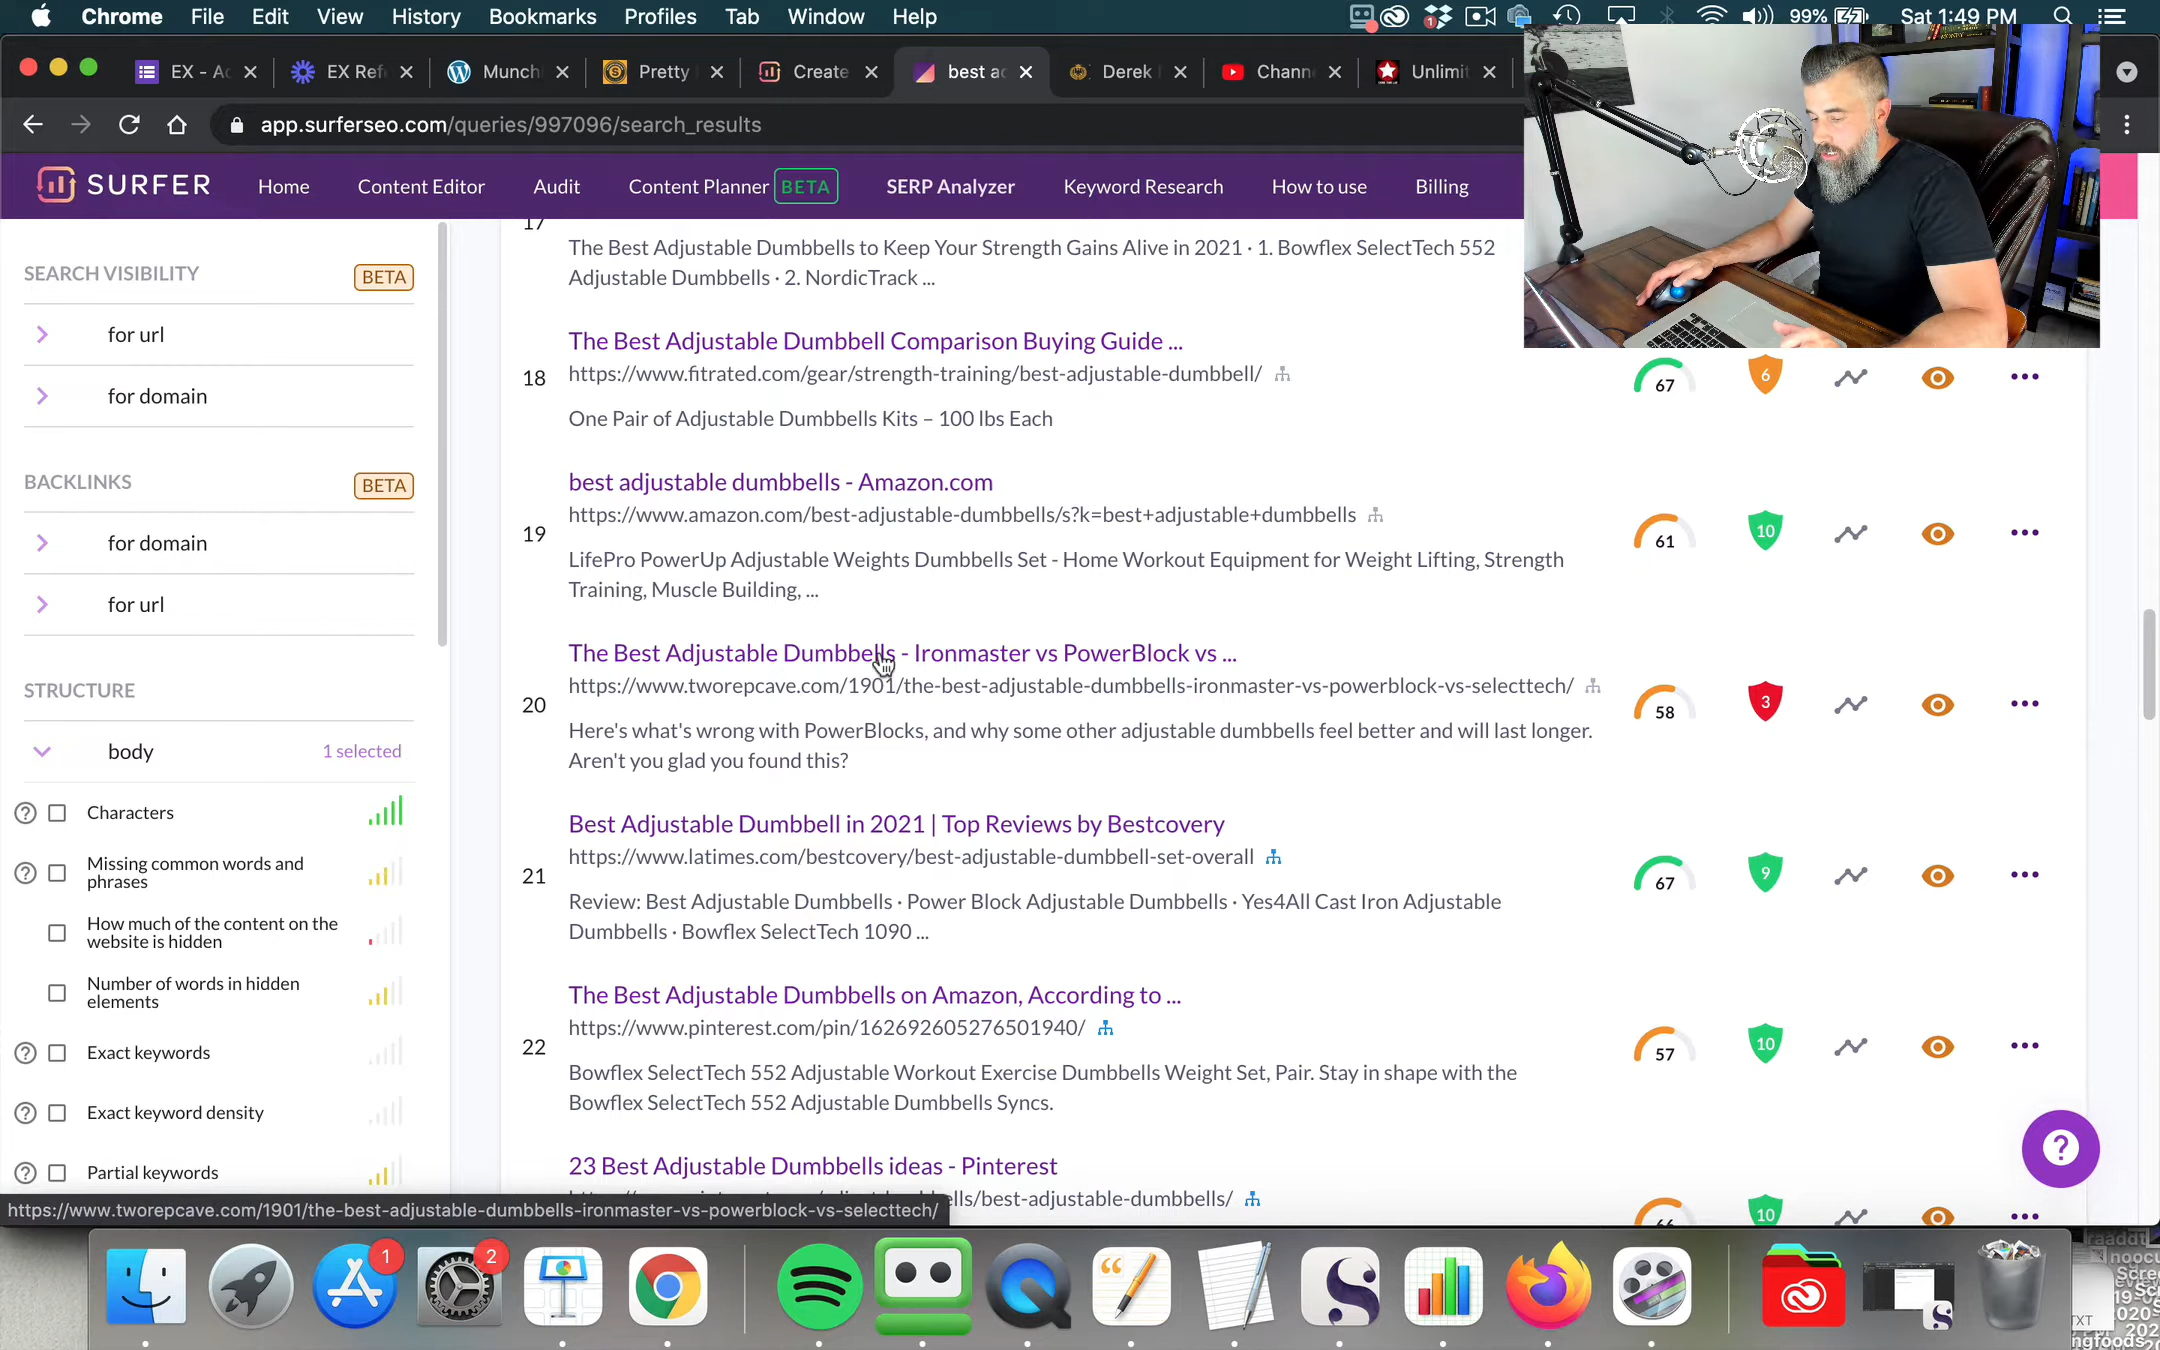 Chrome File Edit View History Bookmarks Profiles Tab Window Help
1
99%
Sat 1:49 PM
EX - Ac
EX Ref
Munch
Pretty
Create
best ac
Derek
Chann
Unlimit
app.surferseo.com/queries/997096/search_results
SURFER
Home
Content Editor
Audit
Content Planner BETA
SERP Analyzer
Keyword Research
How to use
Billing
SEARCH VISIBILITY BETA
for url
for domain
BACKLINKS BETA
for domain
for url
STRUCTURE
body 1 selected
Characters
Missing common words and
phrases
How much of the content on the
website is hidden
Number of words in hidden
elements
Exact keywords
Exact keyword density
Partial keywords
17
The Best Adjustable Dumbbells to Keep Your Strength Gains Alive in 2021 · 1. Bowflex SelectTech 552
Adjustable Dumbbells · 2. NordicTrack ...
The Best Adjustable Dumbbell Comparison Buying Guide ...
18
https://www.fitrated.com/gear/strength-training/best-adjustable-dumbbell/
67
6
One Pair of Adjustable Dumbbells Kits – 100 lbs Each
best adjustable dumbbells - Amazon.com
https://www.amazon.com/best-adjustable-dumbbells/s?k=best+adjustable+dumbbells
19
61
10
LifePro PowerUp Adjustable Weights Dumbbells Set - Home Workout Equipment for Weight Lifting, Strength
Training, Muscle Building, ...
The Best Adjustable Dumbbells - Ironmaster vs PowerBlock vs ...
https://www.tworepcave.com/1901/the-best-adjustable-dumbbells-ironmaster-vs-powerblock-vs-selecttech/
20
58
3
Here's what's wrong with PowerBlocks, and why some other adjustable dumbbells feel better and will last longer.
Aren't you glad you found this?
Best Adjustable Dumbbell in 2021 | Top Reviews by Bestcovery
https://www.latimes.com/bestcovery/best-adjustable-dumbbell-set-overall
21
67
9
Review: Best Adjustable Dumbbells · Power Block Adjustable Dumbbells · Yes4All Cast Iron Adjustable
Dumbbells · Bowflex SelectTech 1090 ...
The Best Adjustable Dumbbells on Amazon, According to ...
https://www.pinterest.com/pin/162692605276501940/
22
57
10
Bowflex SelectTech 552 Adjustable Workout Exercise Dumbbells Weight Set, Pair. Stay in shape with the
Bowflex SelectTech 552 Adjustable Dumbbells Syncs.
23 Best Adjustable Dumbbells ideas - Pinterest
/best-adjustable-dumbbells/
66
10
https://www.tworepcave.com/1901/the-best-adjustable-dumbbells-ironmaster-vs-powerblock-vs-selecttech/
1
2
TXT